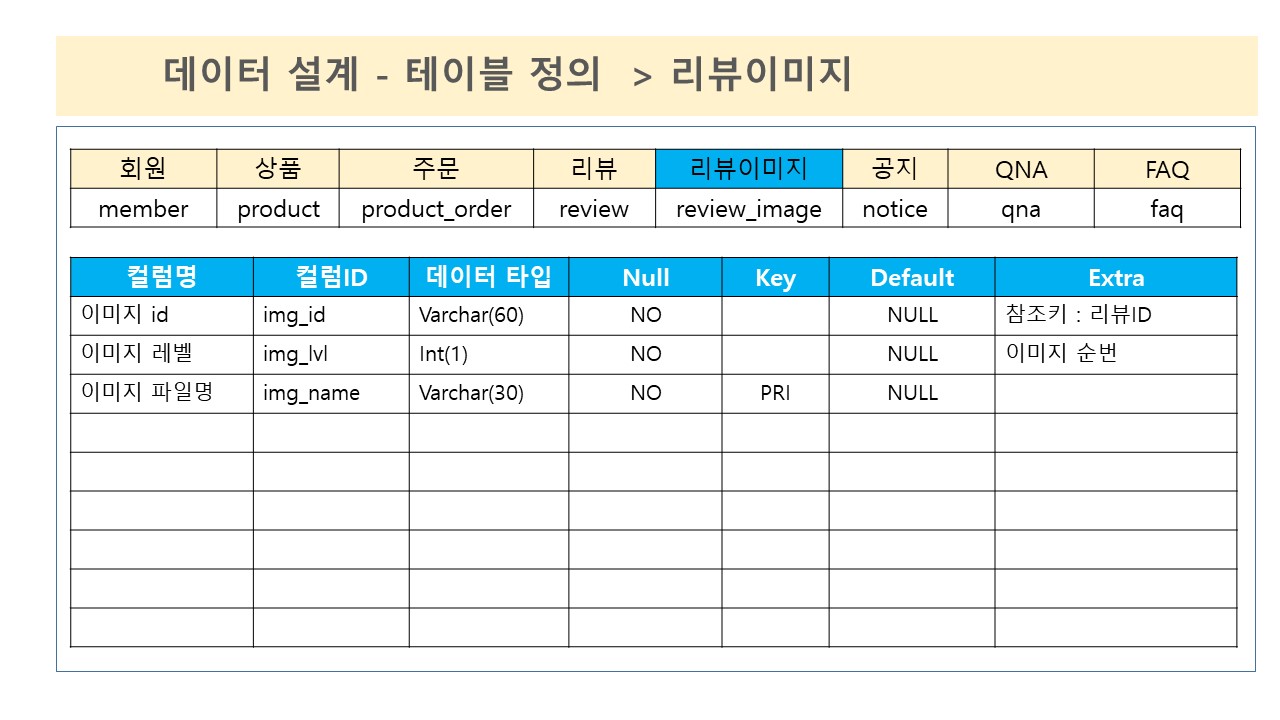 데이터 설계 - 테이블 정의 > 리뷰이미지
회원 상품 주문 리뷰 리뷰이미지 공지 QNA FAQ
member product product_order review review_image notice qna faq
컬럼명 컬럼ID 데이터 타입 Null Key Default Extra
이미지 id img_id Varchar(60) NO NULL 참조키 : 리뷰ID
이미지 레벨 img_lvl Int(1) NO NULL 이미지 순번
이미지 파일명 img_name Varchar(30) NO PRI NULL